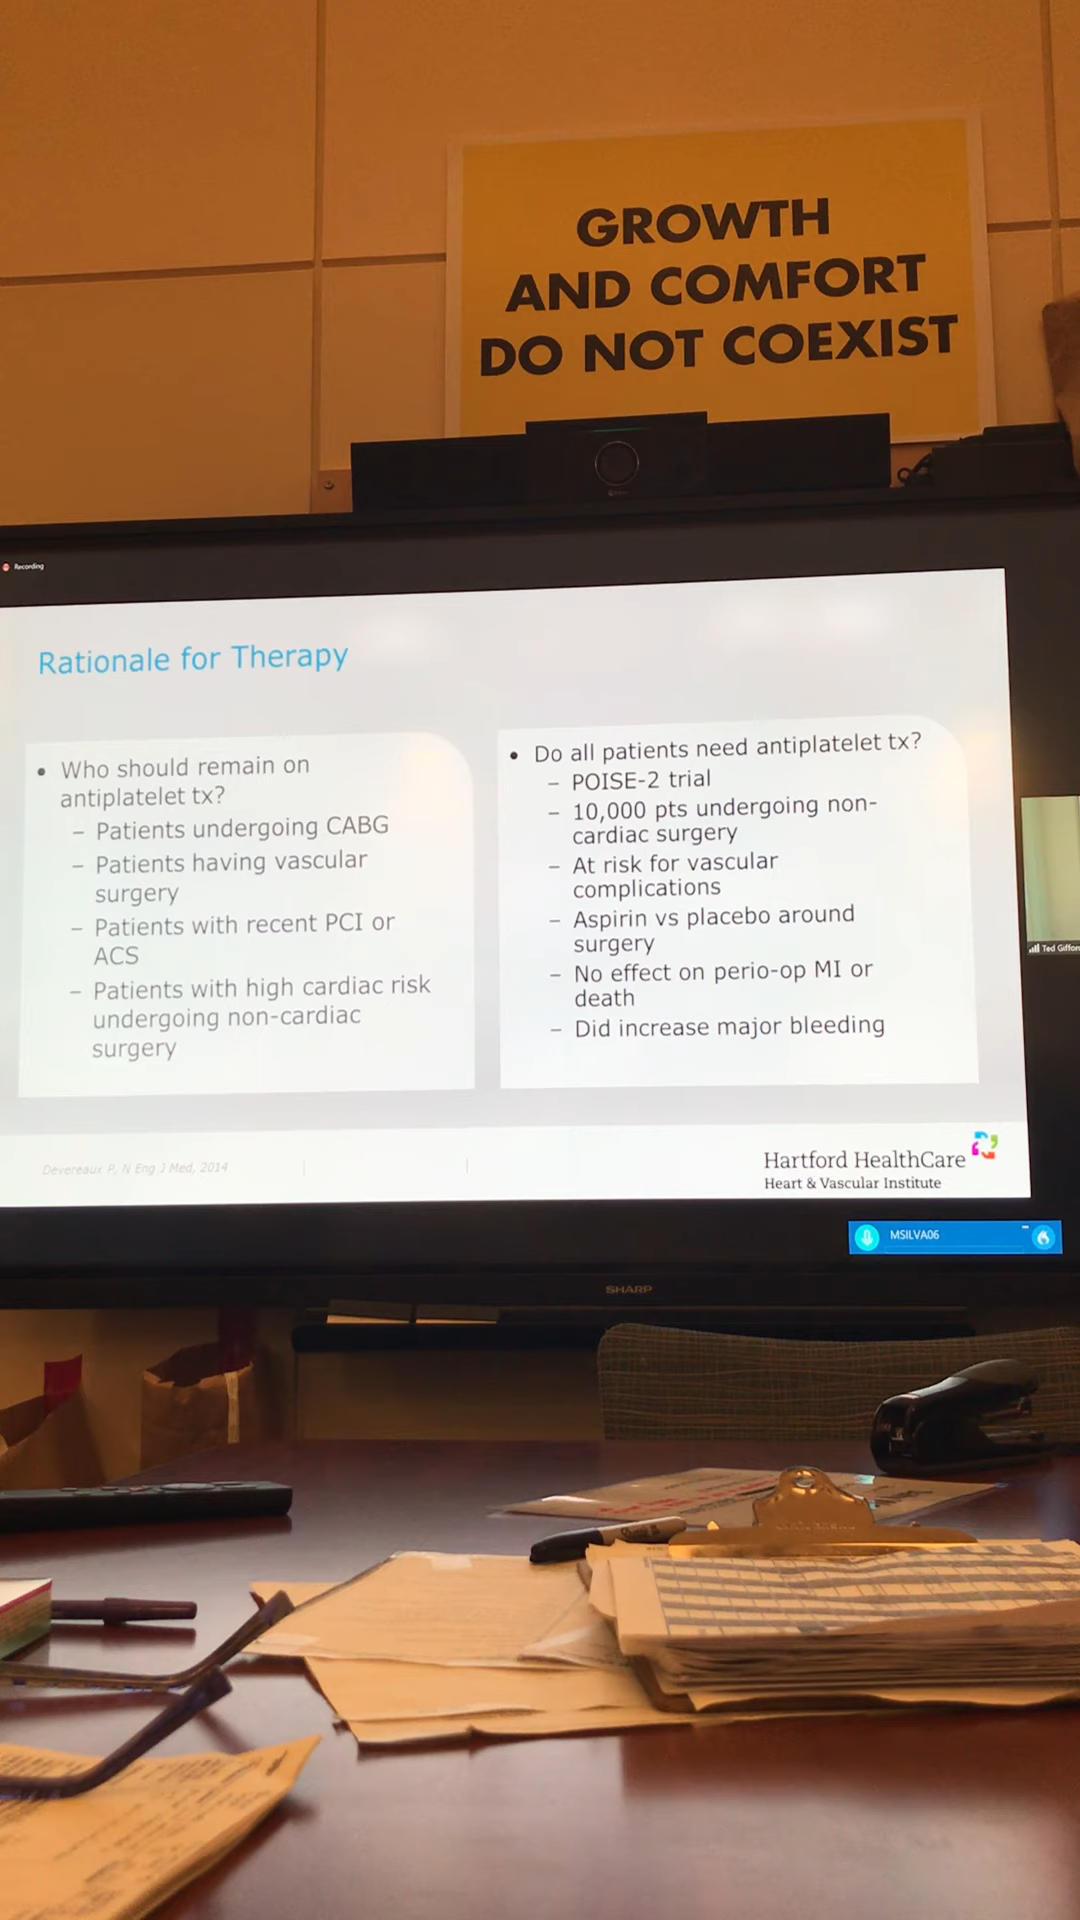 GROWTH
AND COMFORT
DO NOT COEXIST
Recording
Rationale for Therapy
• Who should remain on
antiplatelet tx?
– Patients undergoing CABG
– Patients having vascular
surgery
– Patients with recent PCI or
ACS
– Patients with high cardiac risk
undergoing non-cardiac
surgery
• Do all patients need antiplatelet tx?
– POISE-2 trial
– 10,000 pts undergoing non-
cardiac surgery
– At risk for vascular
complications
– Aspirin vs placebo around
surgery
– No effect on perio-op MI or
death
– Did increase major bleeding
Ted Giffor
Devereaux P, N Eng J Med, 2014
Hartford HealthCare
Heart & Vascular Institute
MSILVA06
SHARP
Sharpie